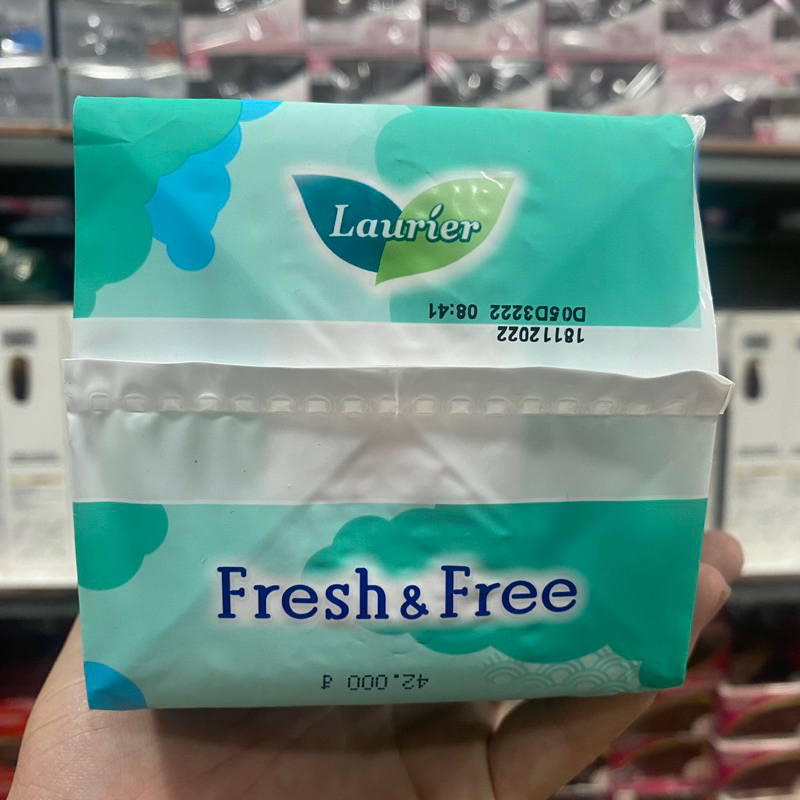 Laurier
D05D3222 08:41
18112022
Fresh & Free
42.000 đ